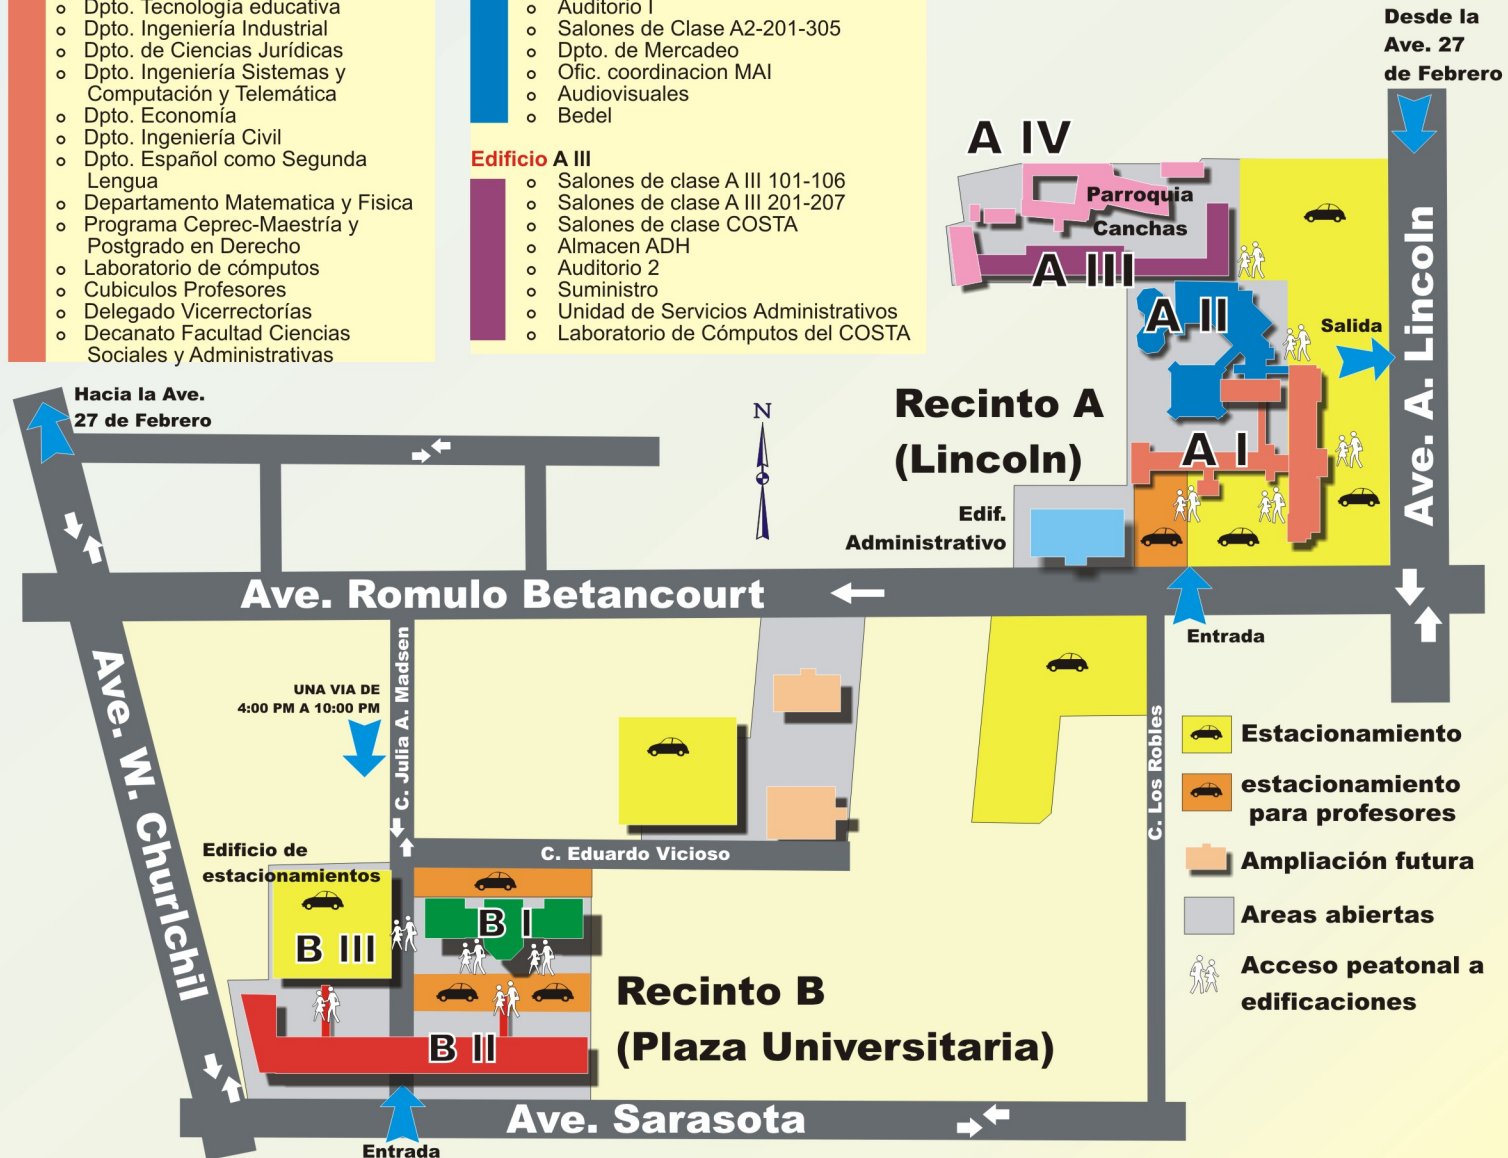 Dpto. Tecnología educativa
Dpto. Ingeniería Industrial
Dpto. de Ciencias Jurídicas
Dpto. Ingeniería Sistemas y
Computación y Telemática
Dpto. Economía
Dpto. Ingeniería Civil
Dpto. Español como Segunda
Lengua
Departamento Matematica y Fisica
Programa Ceprec-Maestría y
Postgrado en Derecho
Laboratorio de cómputos
Cubiculos Profesores
Delegado Vicerrectorías
Decanato Facultad Ciencias
Sociales y Administrativas
Auditorio I
Salones de Clase A2-201-305
Dpto. de Mercadeo
Ofic. coordinacion MAI
Audiovisuales
Bedel
Edificio A III
Salones de clase A III 101-106
Salones de clase A III 201-207
Salones de clase COSTA
Almacen ADH
Auditorio 2
Suministro
Unidad de Servicios Administrativos
Laboratorio de Cómputos del COSTA
Desde la
Ave. 27
de Febrero
A IV
Parroquia
Canchas
A III
A II
Salida
Ave. A. Lincoln
Recinto A
(Lincoln)
A I
Edif.
Administrativo
Hacia la Ave.
27 de Febrero
N
Ave. Romulo Betancourt
Entrada
Ave. W. Churlchil
UNA VIA DE
4:00 PM A 10:00 PM
C. Julia A. Madsen
C. Los Robles
C. Eduardo Vicioso
Edificio de
estacionamientos
B III
B I
B II
Recinto B
(Plaza Universitaria)
Ave. Sarasota
Entrada
Estacionamiento
estacionamiento
para profesores
Ampliación futura
Areas abiertas
Acceso peatonal a
edificaciones